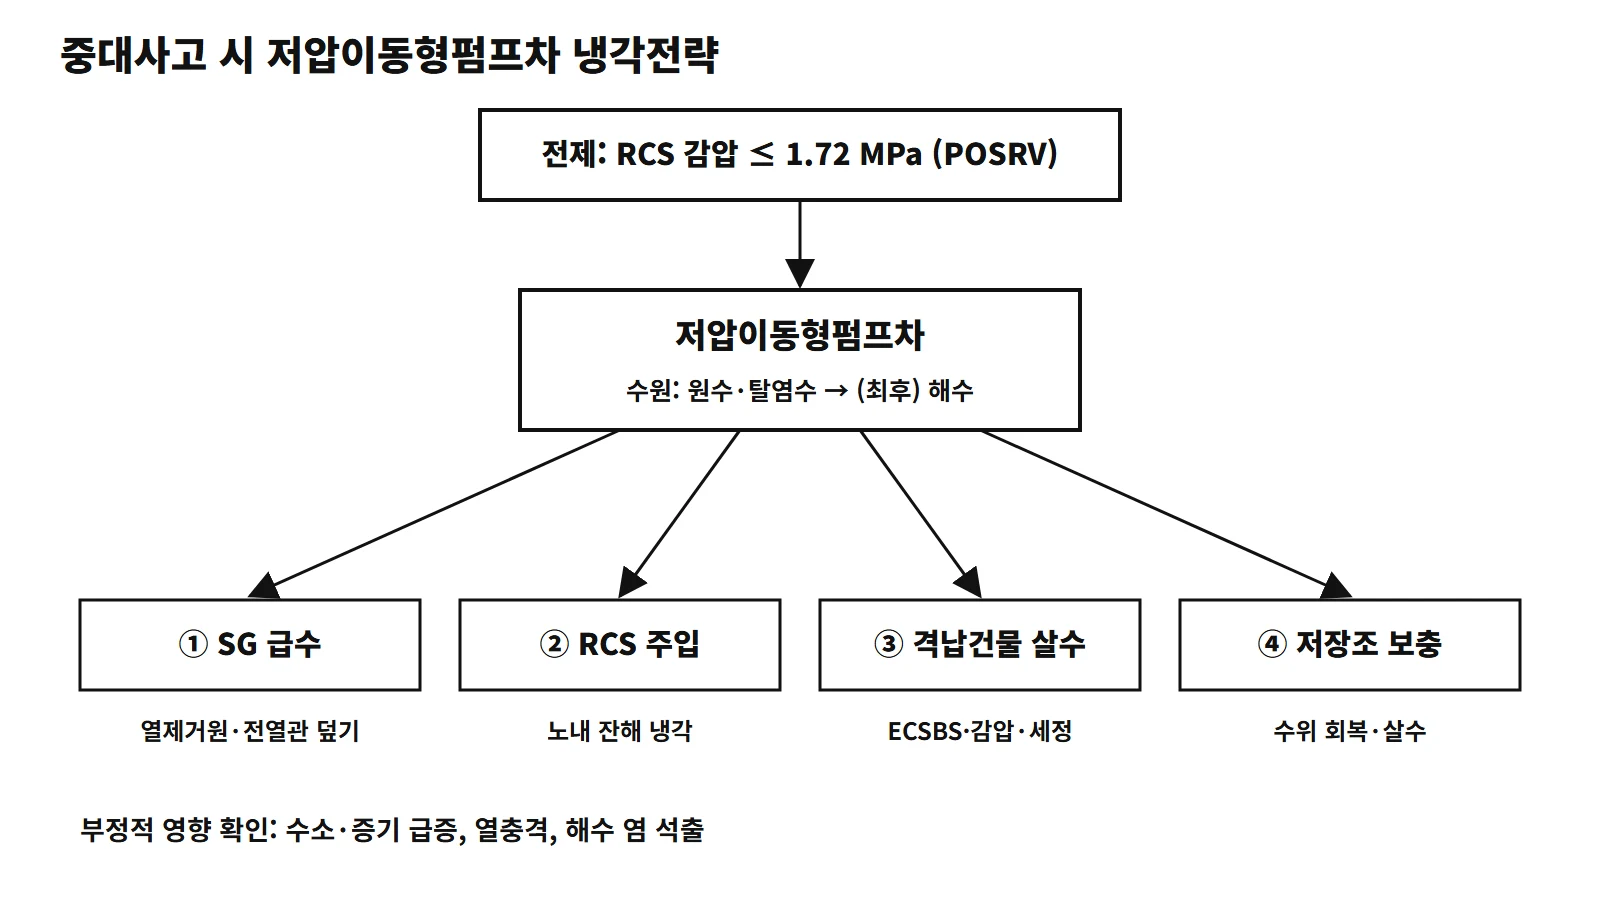 중대사고 시 저압이동형펌프차 냉각전략
전제: RCS 감압 ≤ 1.72 MPa (POSRV)
저압이동형펌프차
수원: 원수·탈염수 → (최후) 해수
① SG 급수
② RCS 주입
③ 격납건물 살수
④ 저장조 보충
열제거원·전열관 덮기
노내 잔해 냉각
ECSBS·감압·세정
수위 회복·살수
부정적 영향 확인: 수소·증기 급증, 열충격, 해수 염 석출